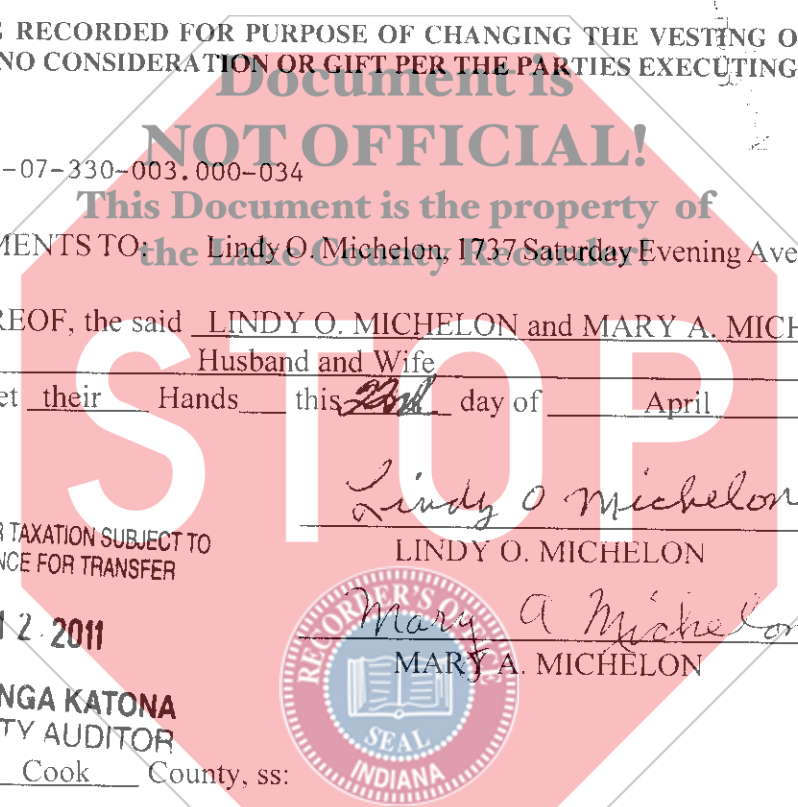 G RECORDED FOR PURPOSE OF CHANGING THE VESTING O
NO CONSIDERATION OR GIFT PER THE PARTIES EXECUTING
Document is
NOT OFFICIAL!
-07-330-003.000-034
This Document is the property of
MENTS TO: Lindy O. Michelon, 1737 Saturday Evening Ave
the Lake County Recorder!
REOF, the said LINDY O. MICHELON and MARY A. MICH
Husband and Wife
et their Hands this 22nd day of April
STOP
Lindy O Michelon
R TAXATION SUBJECT TO
LINDY O. MICHELON
NCE FOR TRANSFER
Mary A Michelon
1 2 2011
MARY A. MICHELON
RECORDER'S OFFICE
SEAL
INDIANA
NGA KATONA
TY AUDITOR
Cook County, ss: